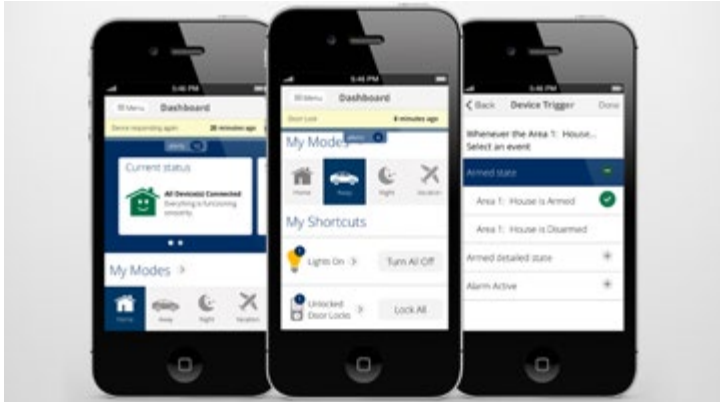 5:46 PM
Menu Dashboard
Device responding again 20 minutes ago
alerts
Current status
All Device(s) Connected
Everything is functioning
smoothly.
My Modes
Home Away Night Vacation
5:46 PM
Menu Dashboard
Door Lock 8 minutes ago
alerts
My Modes
Home Away Night Vacation
My Shortcuts
1
Lights On Turn All Off
1
Unlocked
Door Locks Lock All
5:46 PM
Back Device Trigger Done
Whenever the Area 1: House...
Select an event
Armed state
Area 1: House is Armed
Area 1: House is Disarmed
Armed detailed state
Alarm Active